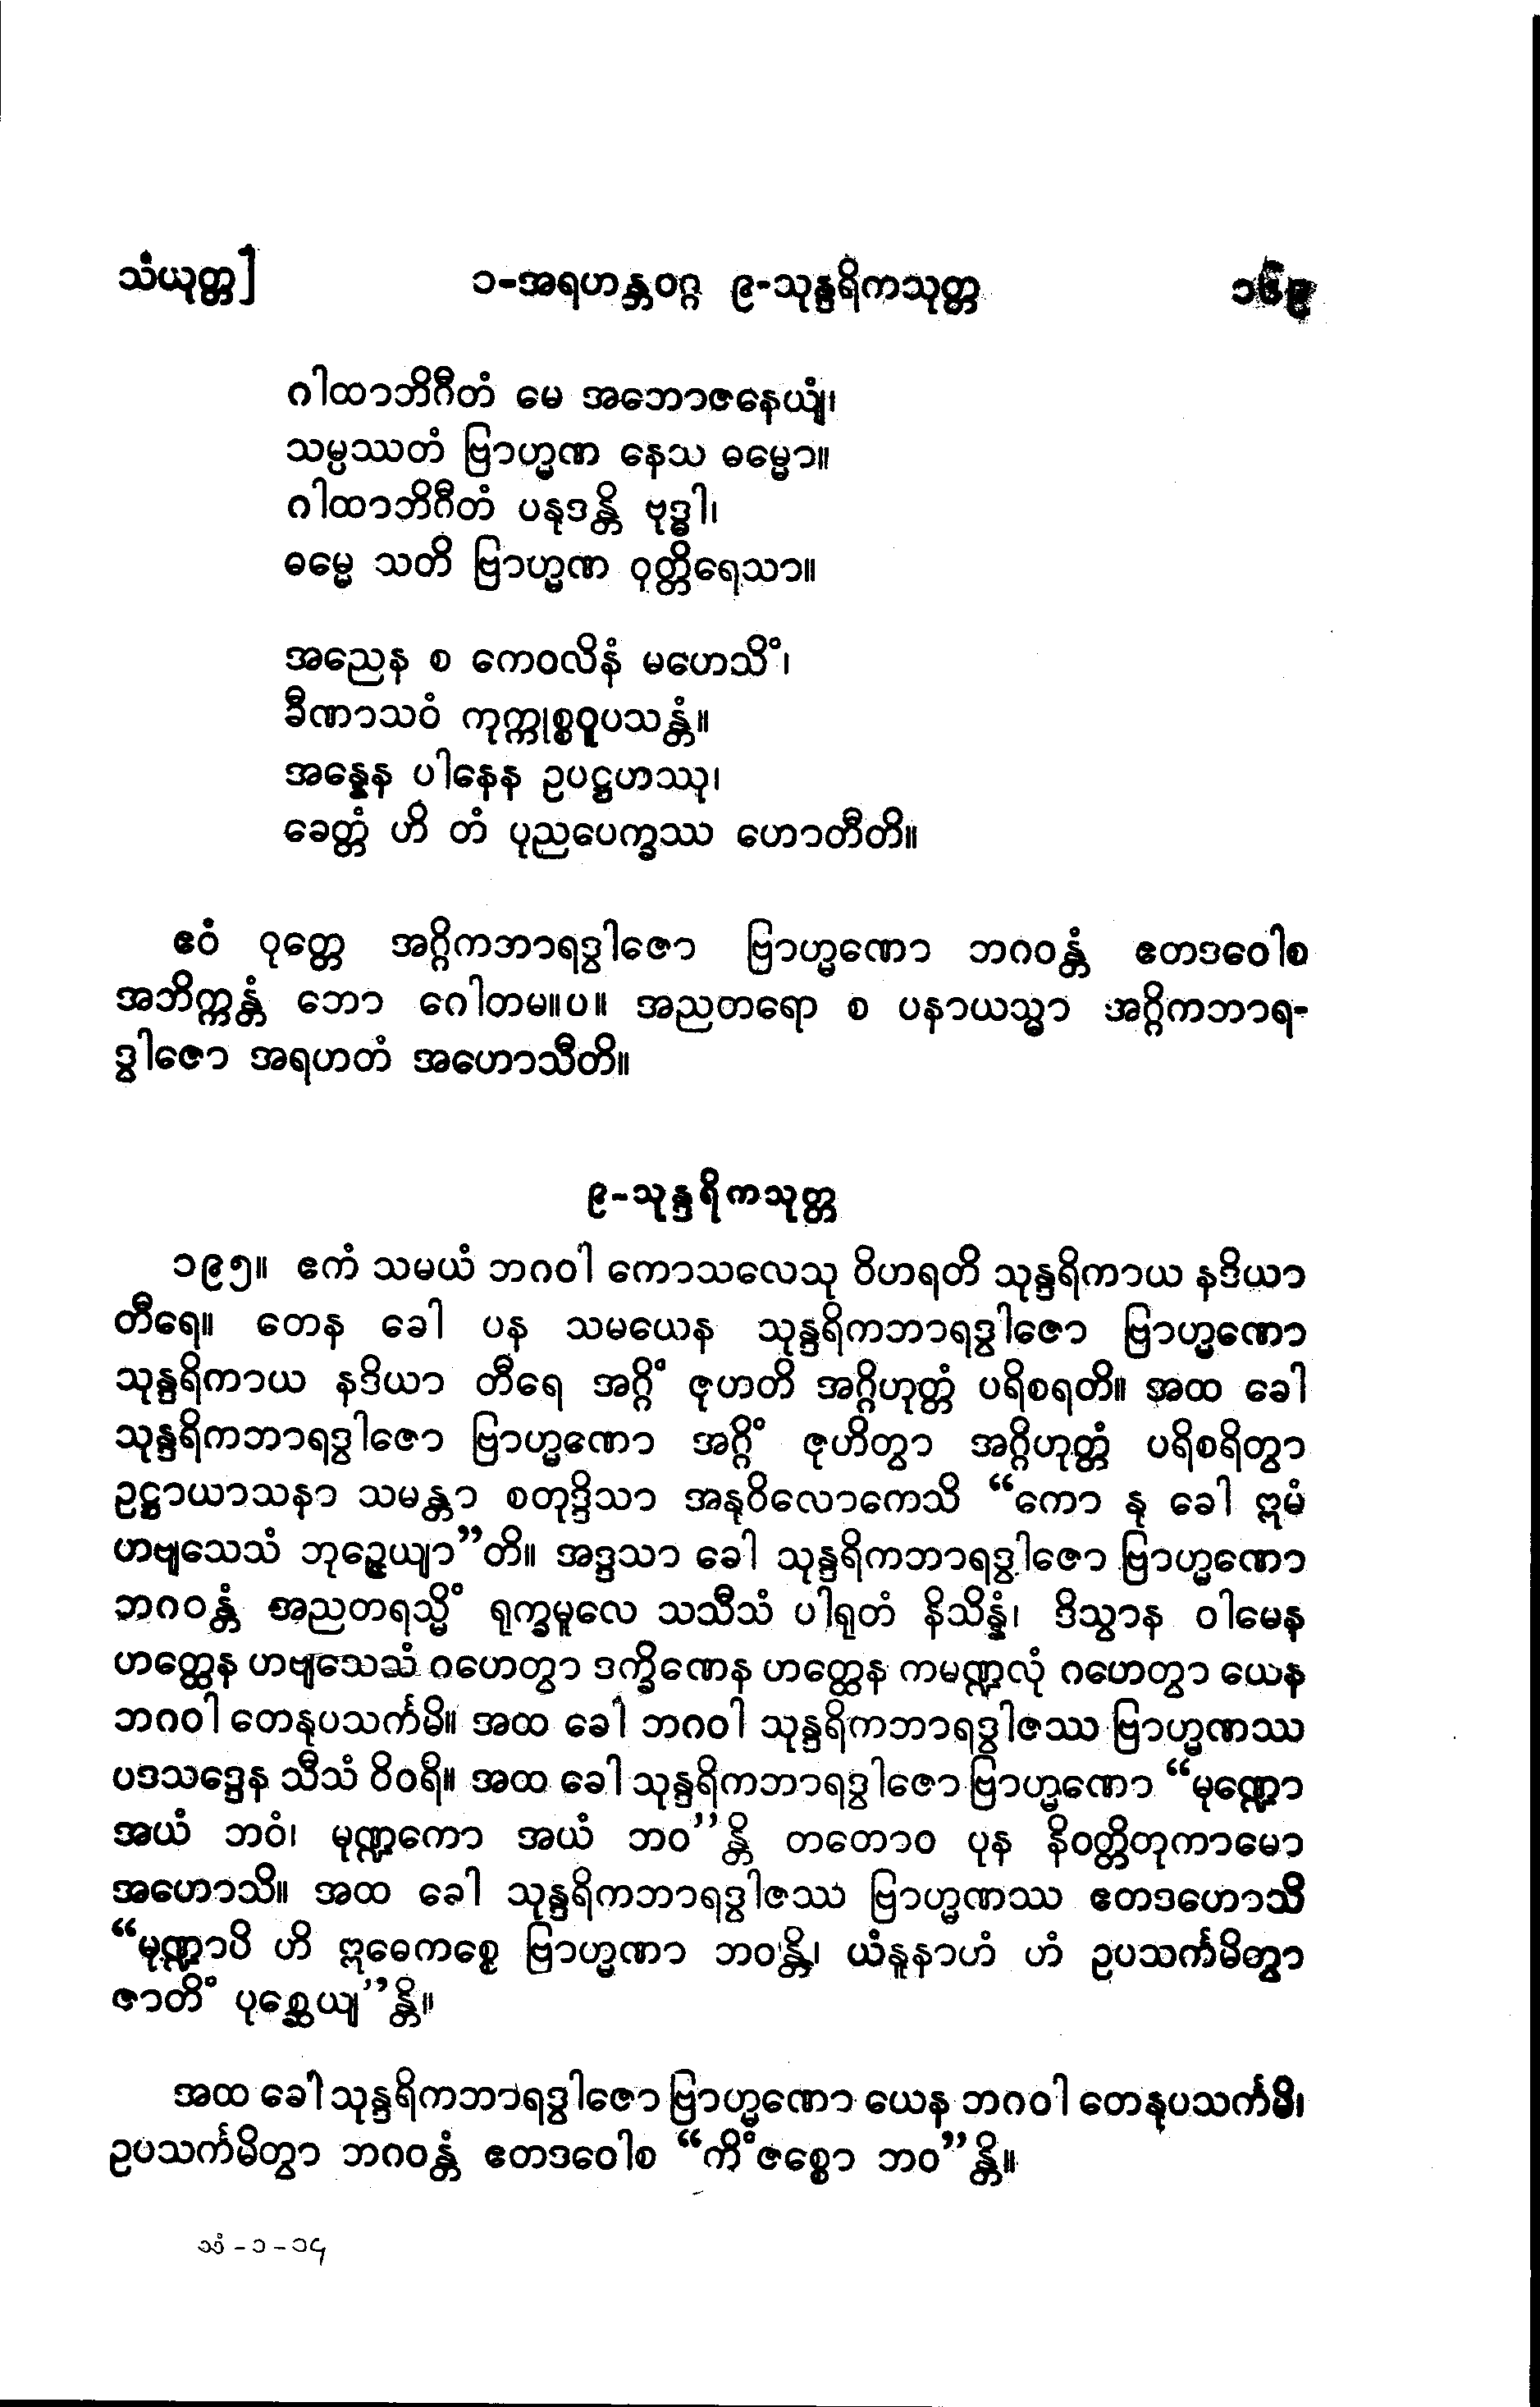 သံယုတ္တ]
၁-အရဟန္တဝဂ္ဂ ၉-သုန္ဒရိကသုတ္တ
ဂါထာဘိဂီတံ မေ အဘောဇနေယျံ၊
သမ္ပဿတံ ဗြာဟ္မဏ နေသ ဓမ္မော။
ဂါထာဘိဂီတံ ပနုဒန္တိ ဗုဒ္ဓါ၊
ဓမ္မေ သတိ ဗြာဟ္မဏ ဝုတ္တိရေသာ။
အညေန စ ကေဝလိနံ မဟေသိံ၊
ခီဏာသဝံ ကုက္ကုစ္စဝူပသန္တံ။
အန္နေန ပါနေန ဥပဋ္ဌဟဿု၊
ခေတ္တံ ဟိ တံ ပုညပေက္ခဿ ဟောတီတိ။
ဧဝံ ဝုတ္တေ အဂ္ဂိကဘာရဒွါဇော ဗြာဟ္မဏော ဘဂဝန္တံ ဧတဒဝေါစ
အဘိက္ကန္တံ ဘော ဂေါတမ။ပ။ အညတရော စ ပနာယသ္မာ အဂ္ဂိကဘာရ-
ဒွါဇော အရဟတံ အဟောသီတိ။
၉-သုန္ဒရိကသုတ္တ
၁၉၅။ ဧကံ သမယံ ဘဂဝါ ကောသလေသု ဝိဟရတိ သုန္ဒရိကာယ နဒိယာ
တီရေ။ တေန ခေါ ပန သမယေန သုန္ဒရိကဘာရဒွါဇော ဗြာဟ္မဏော
သုန္ဒရိကာယ နဒိယာ တီရေ အဂ္ဂိံ ဇုဟတိ အဂ္ဂိဟုတ္တံ ပရိစရတိ။ အထ ခေါ
သုန္ဒရိကဘာရဒွါဇော ဗြာဟ္မဏော အဂ္ဂိံ ဇုဟိတွာ အဂ္ဂိဟုတ္တံ ပရိစရိတွာ
ဥဋ္ဌာယာသနာ သမန္တာ စတုဒ္ဒိသာ အနုဝိလောကေသိ “ကော နု ခေါ ဣမံ
ဟဗျသေသံ ဘုဉ္ဇေယျာ”တိ။ အဒ္ဒသာ ခေါ သုန္ဒရိကဘာရဒွါဇော ဗြာဟ္မဏော
ဘဂဝန္တံ အညတရသ္မိံ ရုက္ခမူလေ သသီသံ ပါရုတံ နိသိန္နံ၊ ဒိသွာန ဝါမေန
ဟတ္ထေန ဟဗျသေသံ ဂဟေတွာ ဒက္ခိဏေန ဟတ္ထေန ကမဏ္ဍလုံ ဂဟေတွာ ယေန
ဘဂဝါ တေနုပသင်္ကမိ။ အထ ခေါ ဘဂဝါ သုန္ဒရိကဘာရဒွါဇဿ ဗြာဟ္မဏဿ
ပဒသဒ္ဒေန သီသံ ဝိဝရိ။ အထ ခေါ သုန္ဒရိကဘာရဒွါဇော ဗြာဟ္မဏော “မုဏ္ဍော
အယံ ဘဝံ၊ မုဏ္ဍကော အယံ ဘဝ”န္တိ တတောဝ ပုန နိဝတ္တိတုကာမော
အဟောသိ။ အထ ခေါ သုန္ဒရိကဘာရဒွါဇဿ ဗြာဟ္မဏဿ ဧတဒဟောသိ
“မုဏ္ဍာပိ ဟိ ဣဓေကစ္စေ ဗြာဟ္မဏာ ဘဝန္တိ၊ ယံနူနာဟံ ဟံ ဥပသင်္ကမိတွာ
ဇာတိံ ပုစ္ဆေယျ”န္တိ။
အထ ခေါ သုန္ဒရိကဘာရဒွါဇော ဗြာဟ္မဏော ယေန ဘဂဝါ တေနုပသင်္ကမိ၊
ဥပသင်္ကမိတွာ ဘဂဝန္တံ ဧတဒဝေါစ “ကိံဇစ္စော ဘဝ”န္တိ။
သံ-၁-၁၄